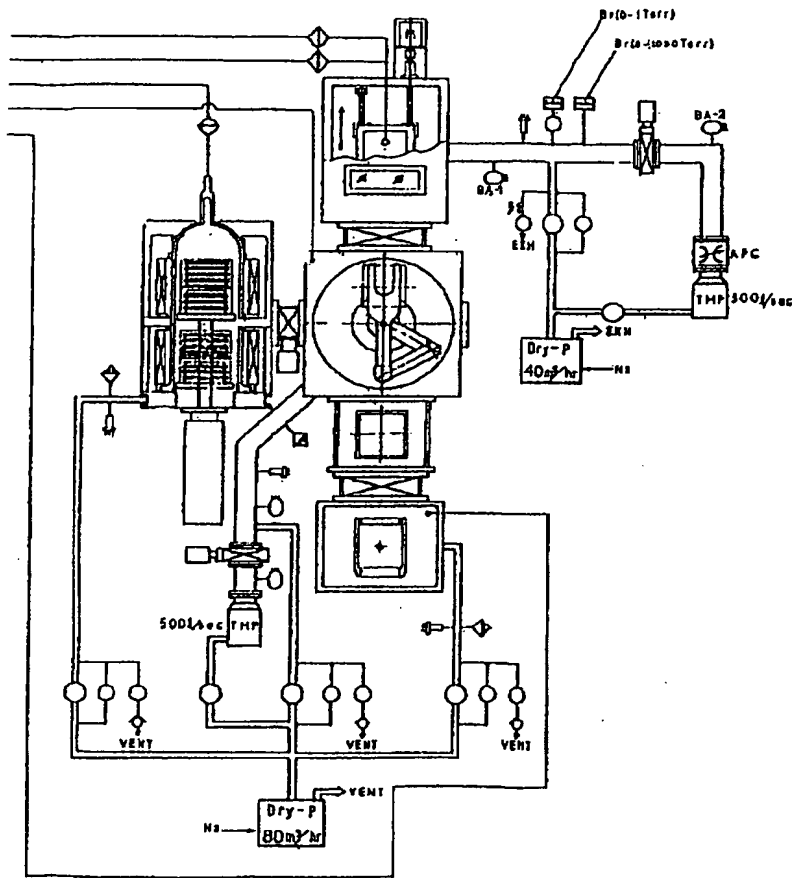 Br(0-1Torr)
Br(0-1000Torr)
BA-2
BA-1
EXH
APC
TMP 500ℓ/sec
EXH
Dry-P
40m³/hr
N₂
500ℓ/sec TMP
VENT
VENT
VENT
VENT
Dry-P
80m³/hr
N₂